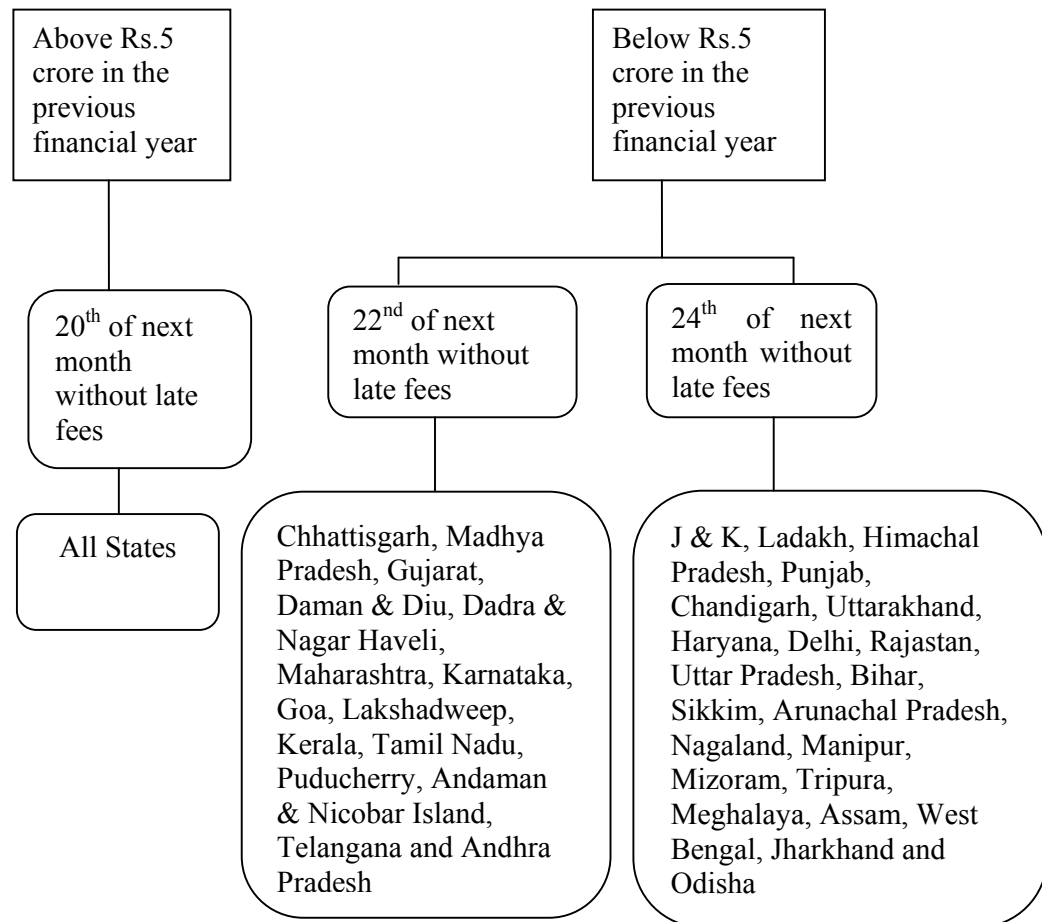 Above Rs.5
crore in the
previous
financial year
Below Rs.5
crore in the
previous
financial year
20th of next
month
without late
fees
22nd of next
month without
late fees
24th of next
month without
late fees
All States
Chhattisgarh, Madhya
Pradesh, Gujarat,
Daman & Diu, Dadra &
Nagar Haveli,
Maharashtra, Karnataka,
Goa, Lakshadweep,
Kerala, Tamil Nadu,
Puducherry, Andaman
& Nicobar Island,
Telangana and Andhra
Pradesh
J & K, Ladakh, Himachal
Pradesh, Punjab,
Chandigarh, Uttarakhand,
Haryana, Delhi, Rajastan,
Uttar Pradesh, Bihar,
Sikkim, Arunachal Pradesh,
Nagaland, Manipur,
Mizoram, Tripura,
Meghalaya, Assam, West
Bengal, Jharkhand and
Odisha